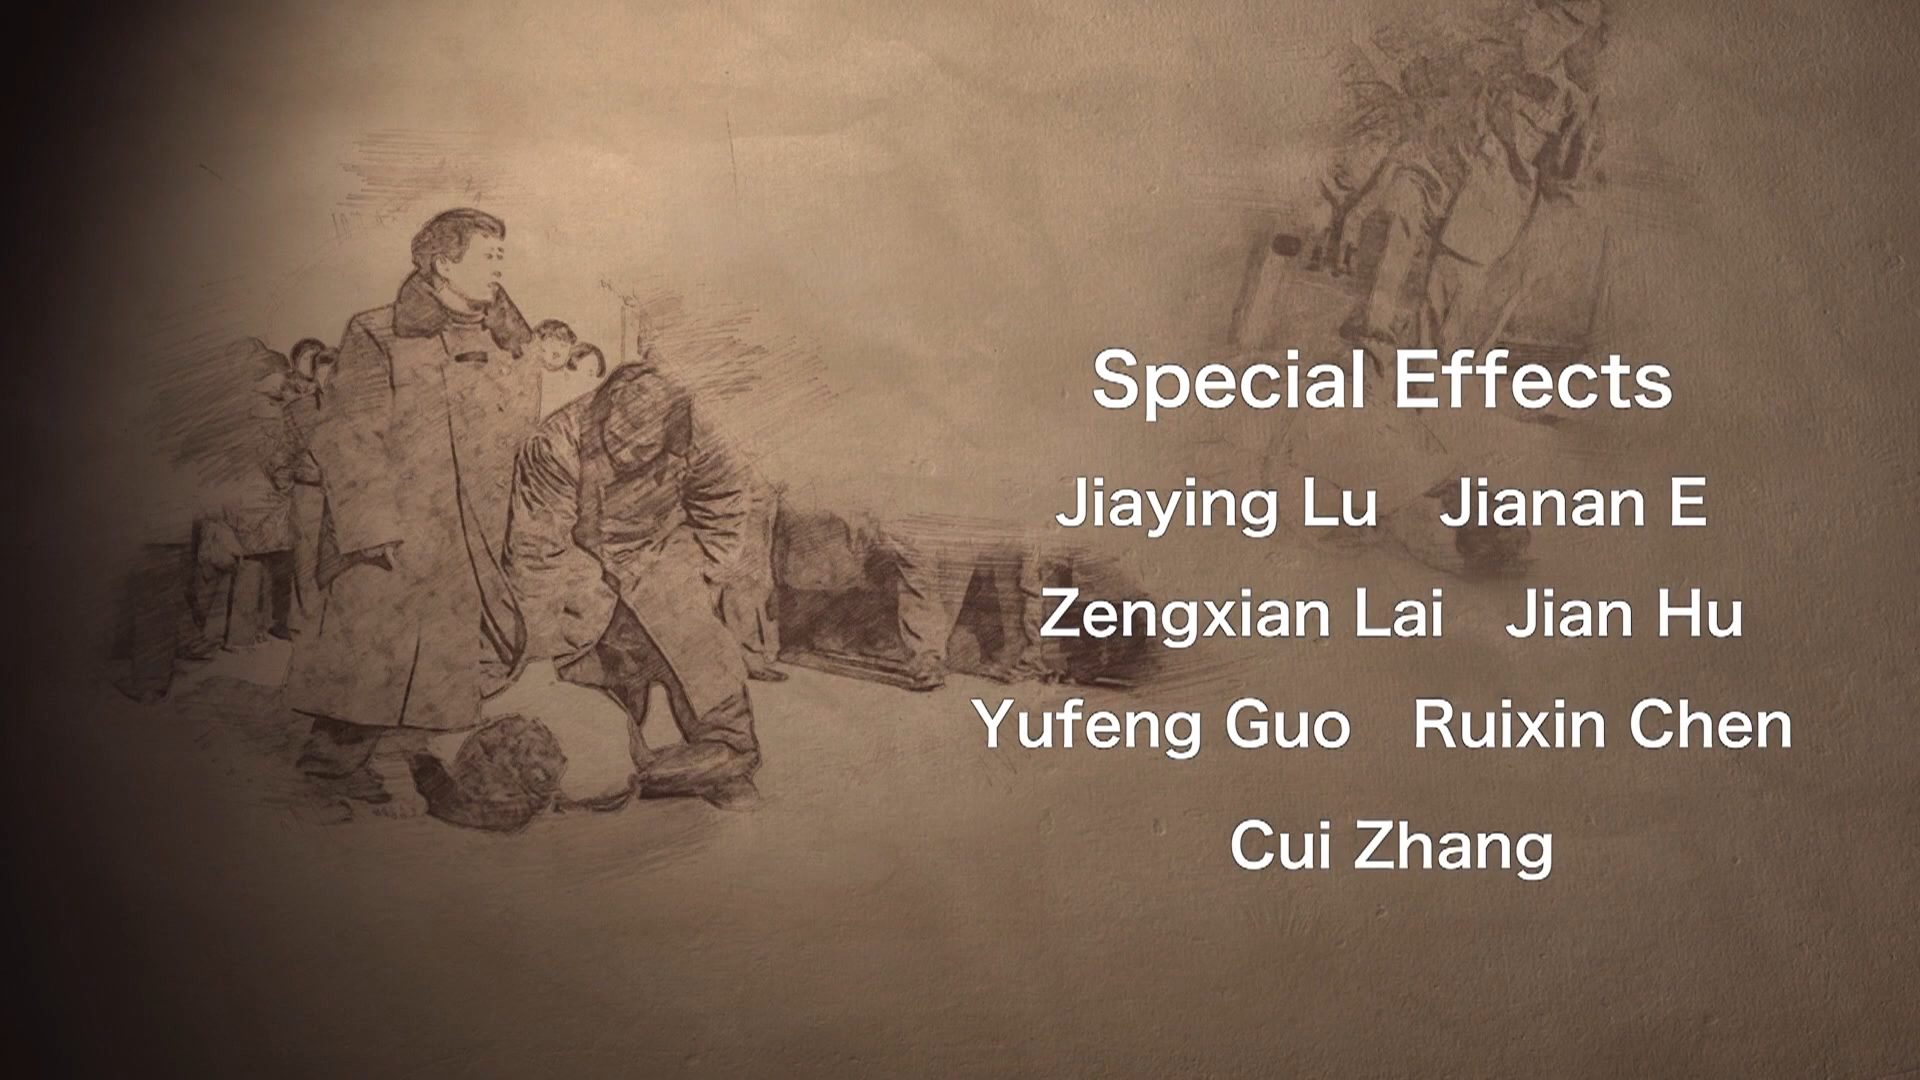 Special Effects
Jiaying Lu Jianan E
Zengxian Lai Jian Hu
Yufeng Guo Ruixin Chen
Cui Zhang